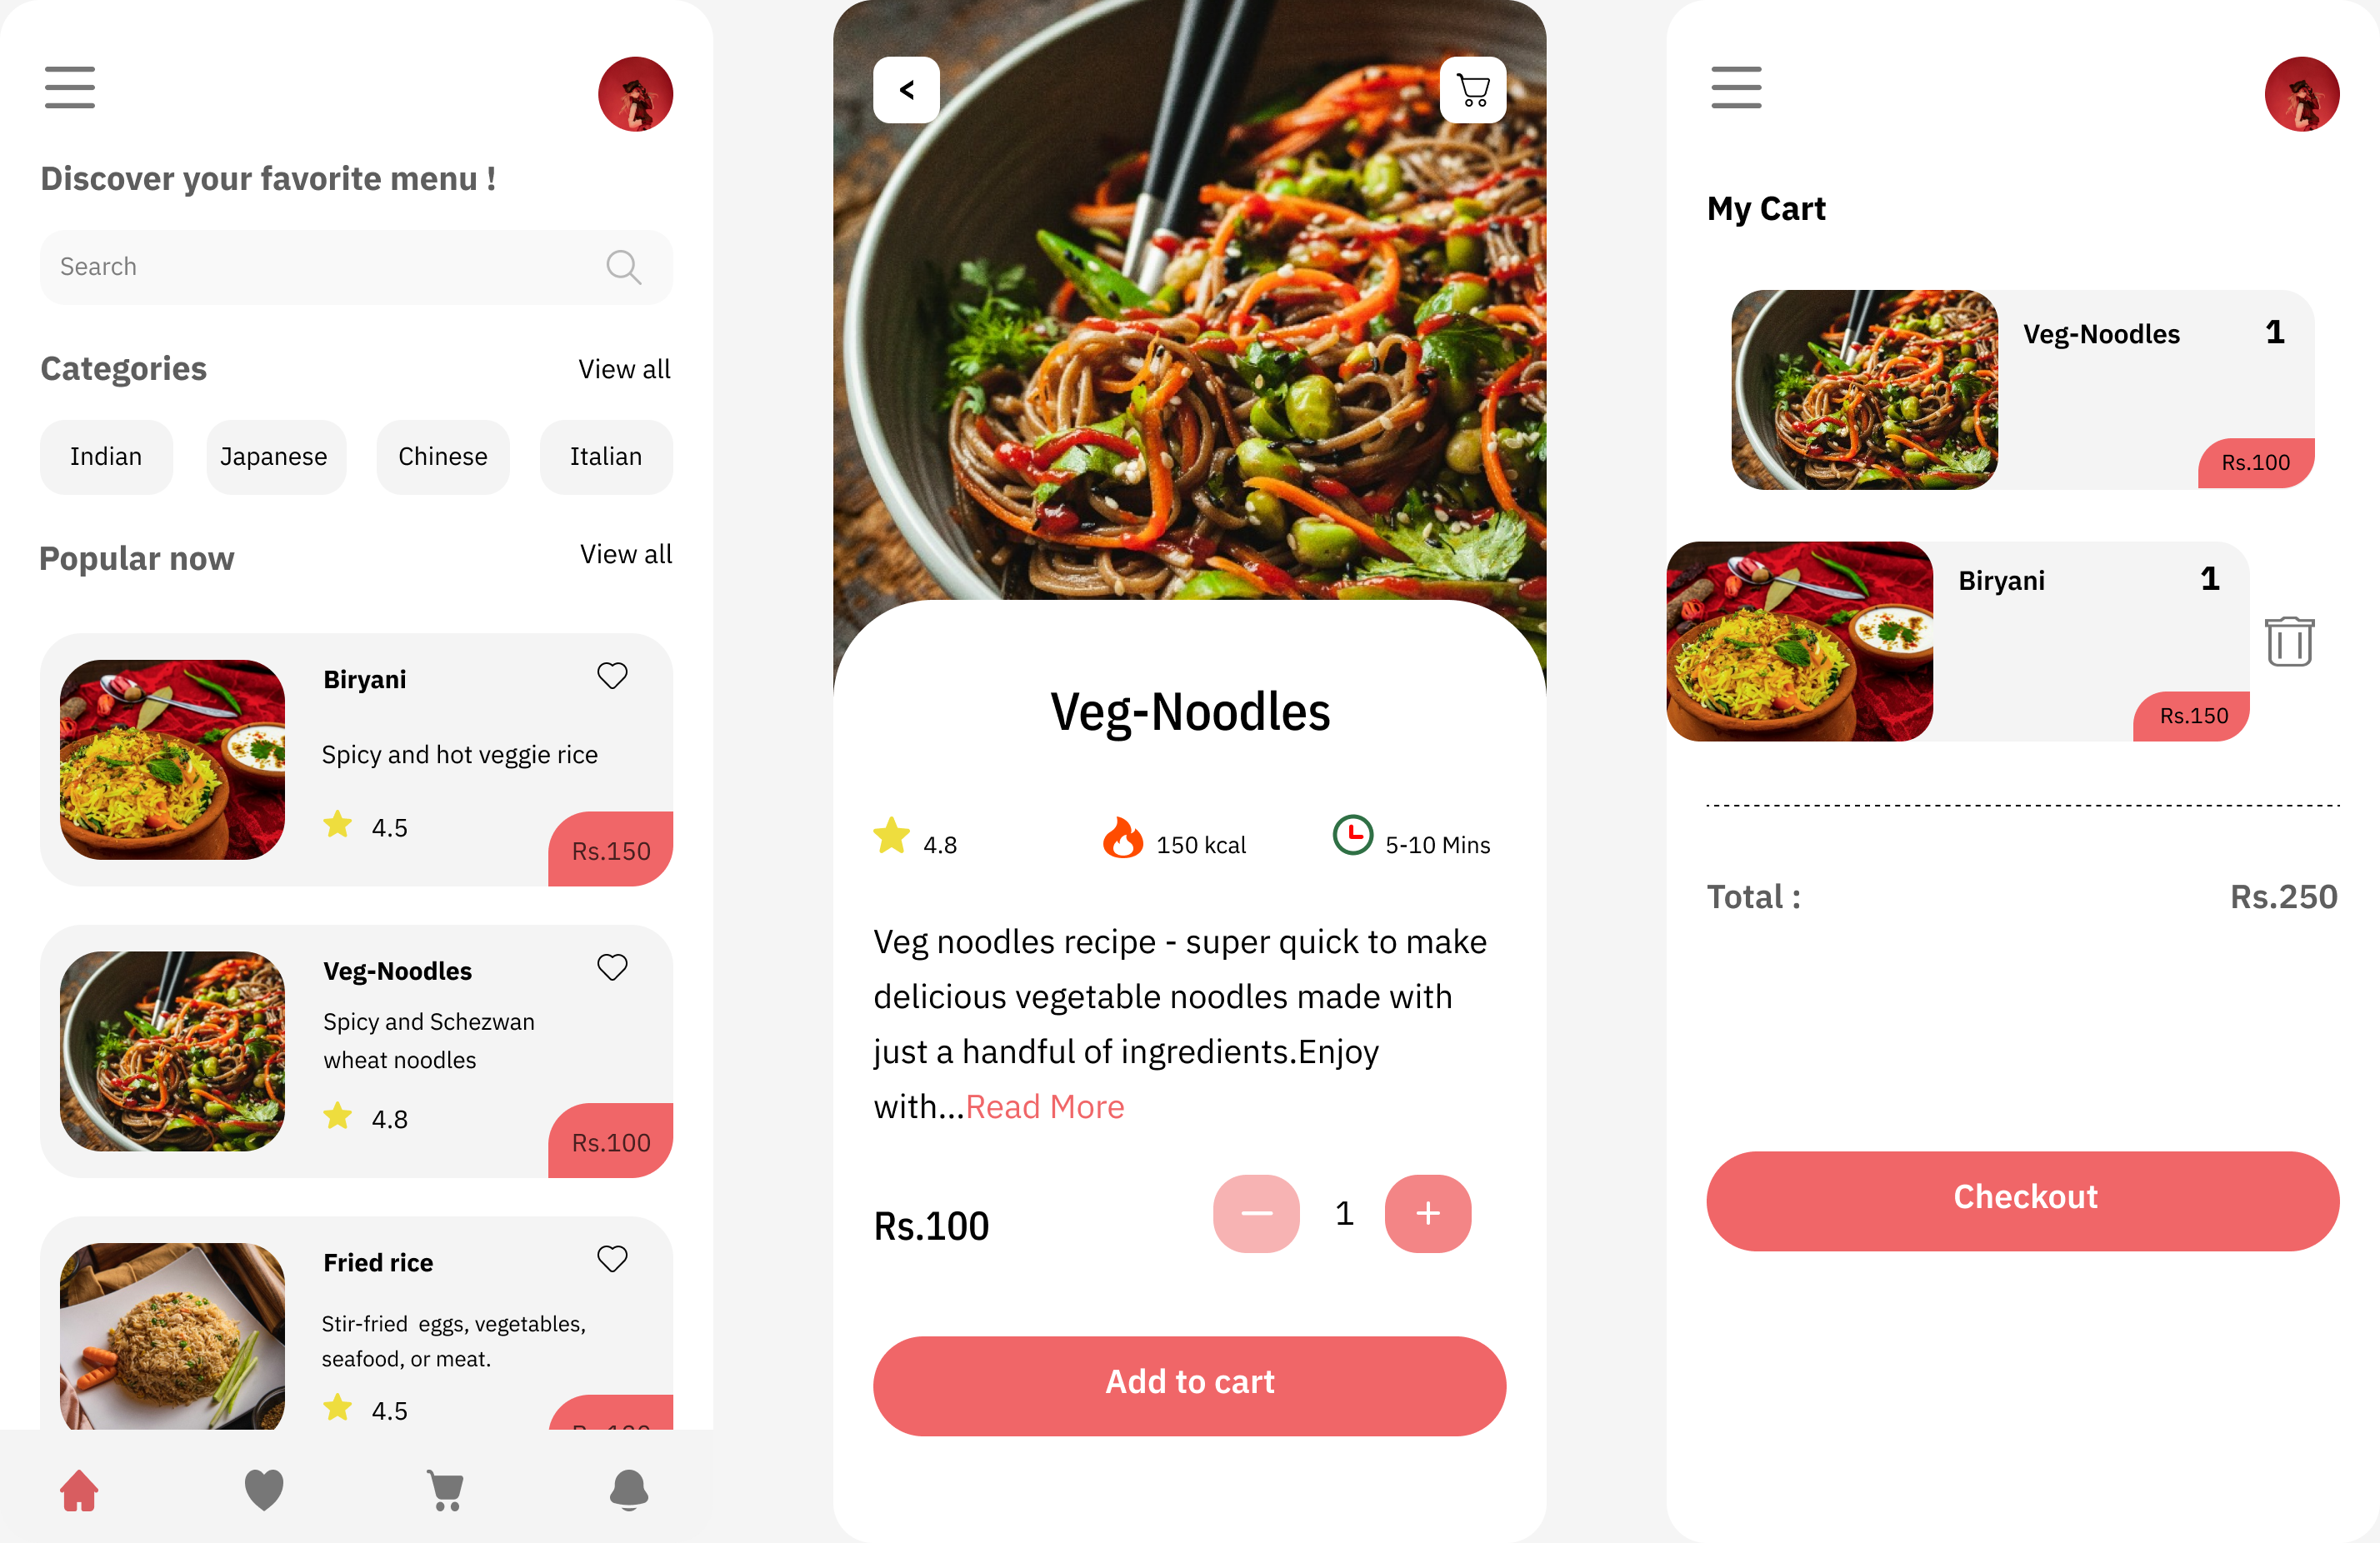 Discover your favorite menu !
Search
Categories
View all
Indian
Japanese
Chinese
Italian
Popular now
View all
Biryani
Spicy and hot veggie rice
4.5
Rs.150
Veg-Noodles
Spicy and Schezwan
wheat noodles
4.8
Rs.100
Fried rice
Stir-fried  eggs, vegetables,
seafood, or meat.
4.5
<
Veg-Noodles
4.8
150 kcal
5-10 Mins
Veg noodles recipe - super quick to make
delicious vegetable noodles made with
just a handful of ingredients.Enjoy
with...Read More
Rs.100
1
Add to cart
My Cart
Veg-Noodles
1
Rs.100
Biryani
1
Rs.150
Total :
Rs.250
Checkout